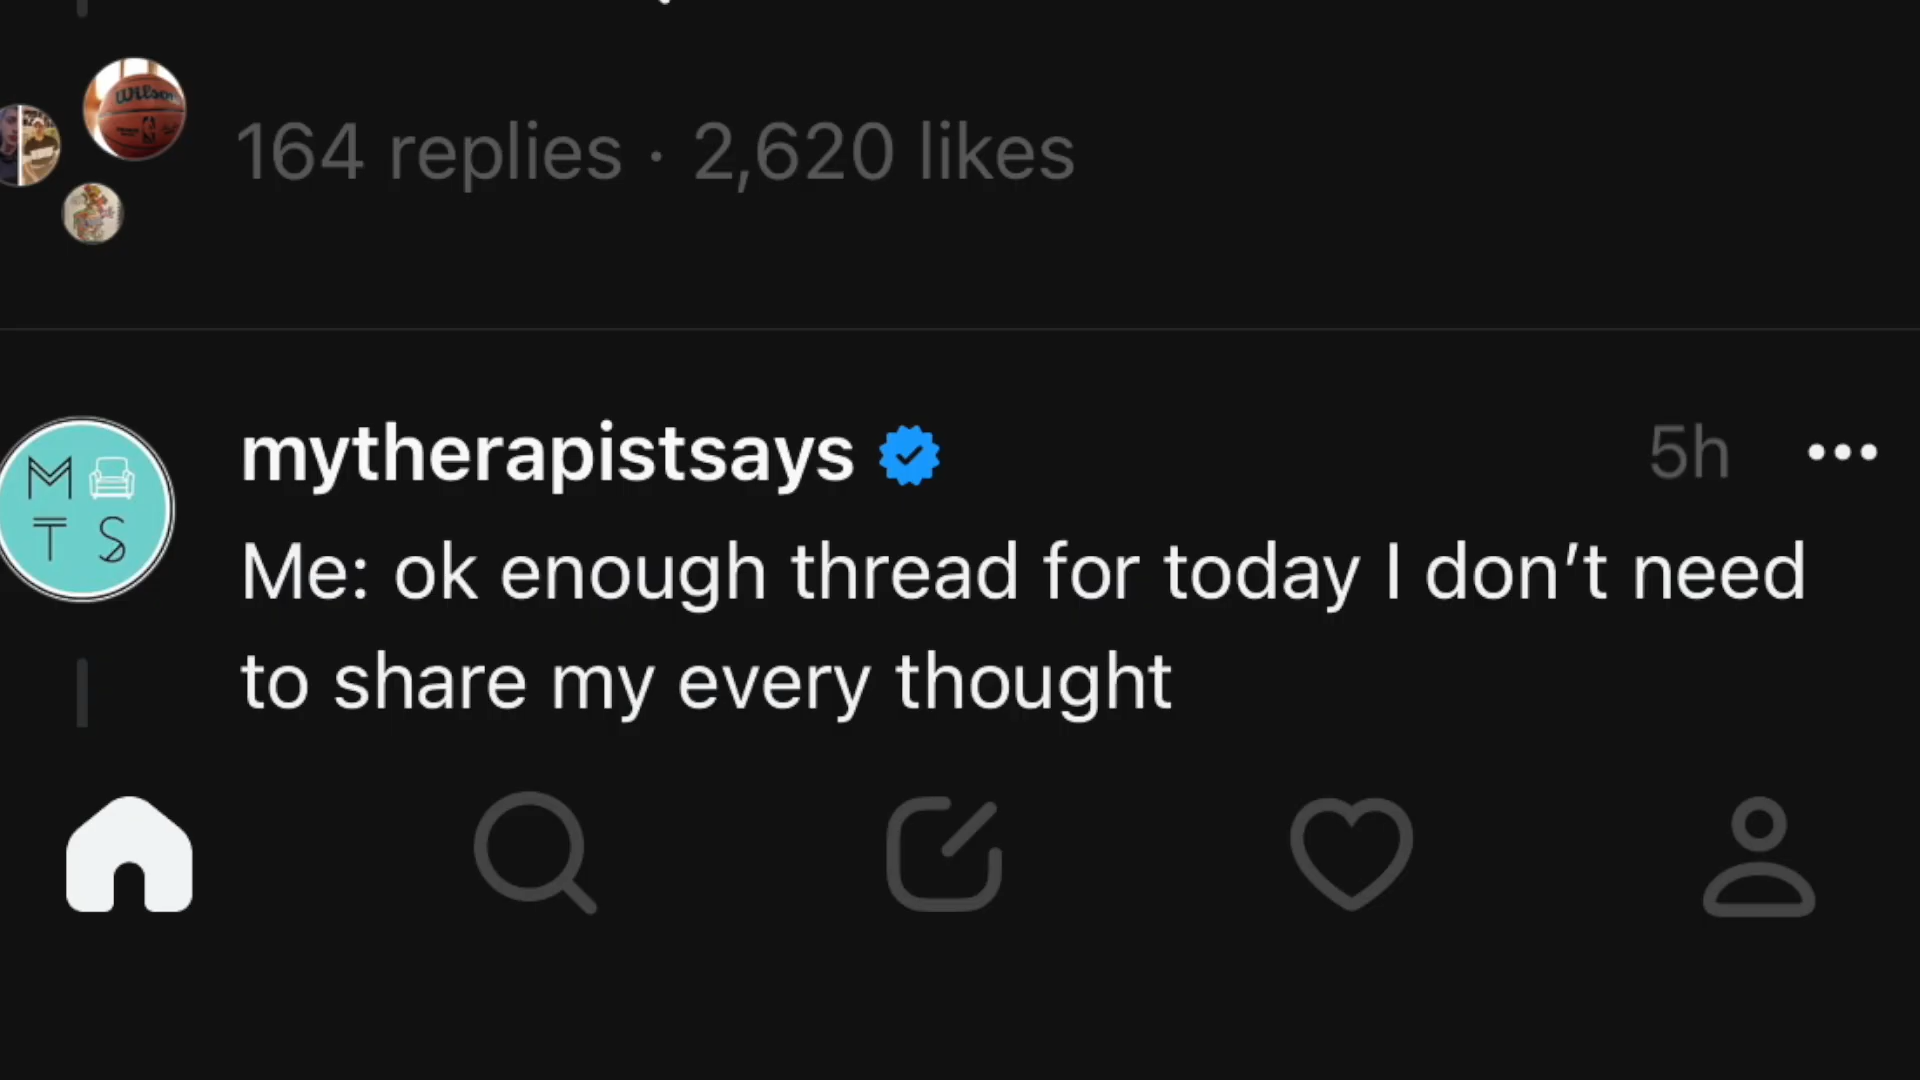 Wilson
164 replies · 2,620 likes
mytherapistsays
5h
M
T S
Me: ok enough thread for today I don’t need
to share my every thought